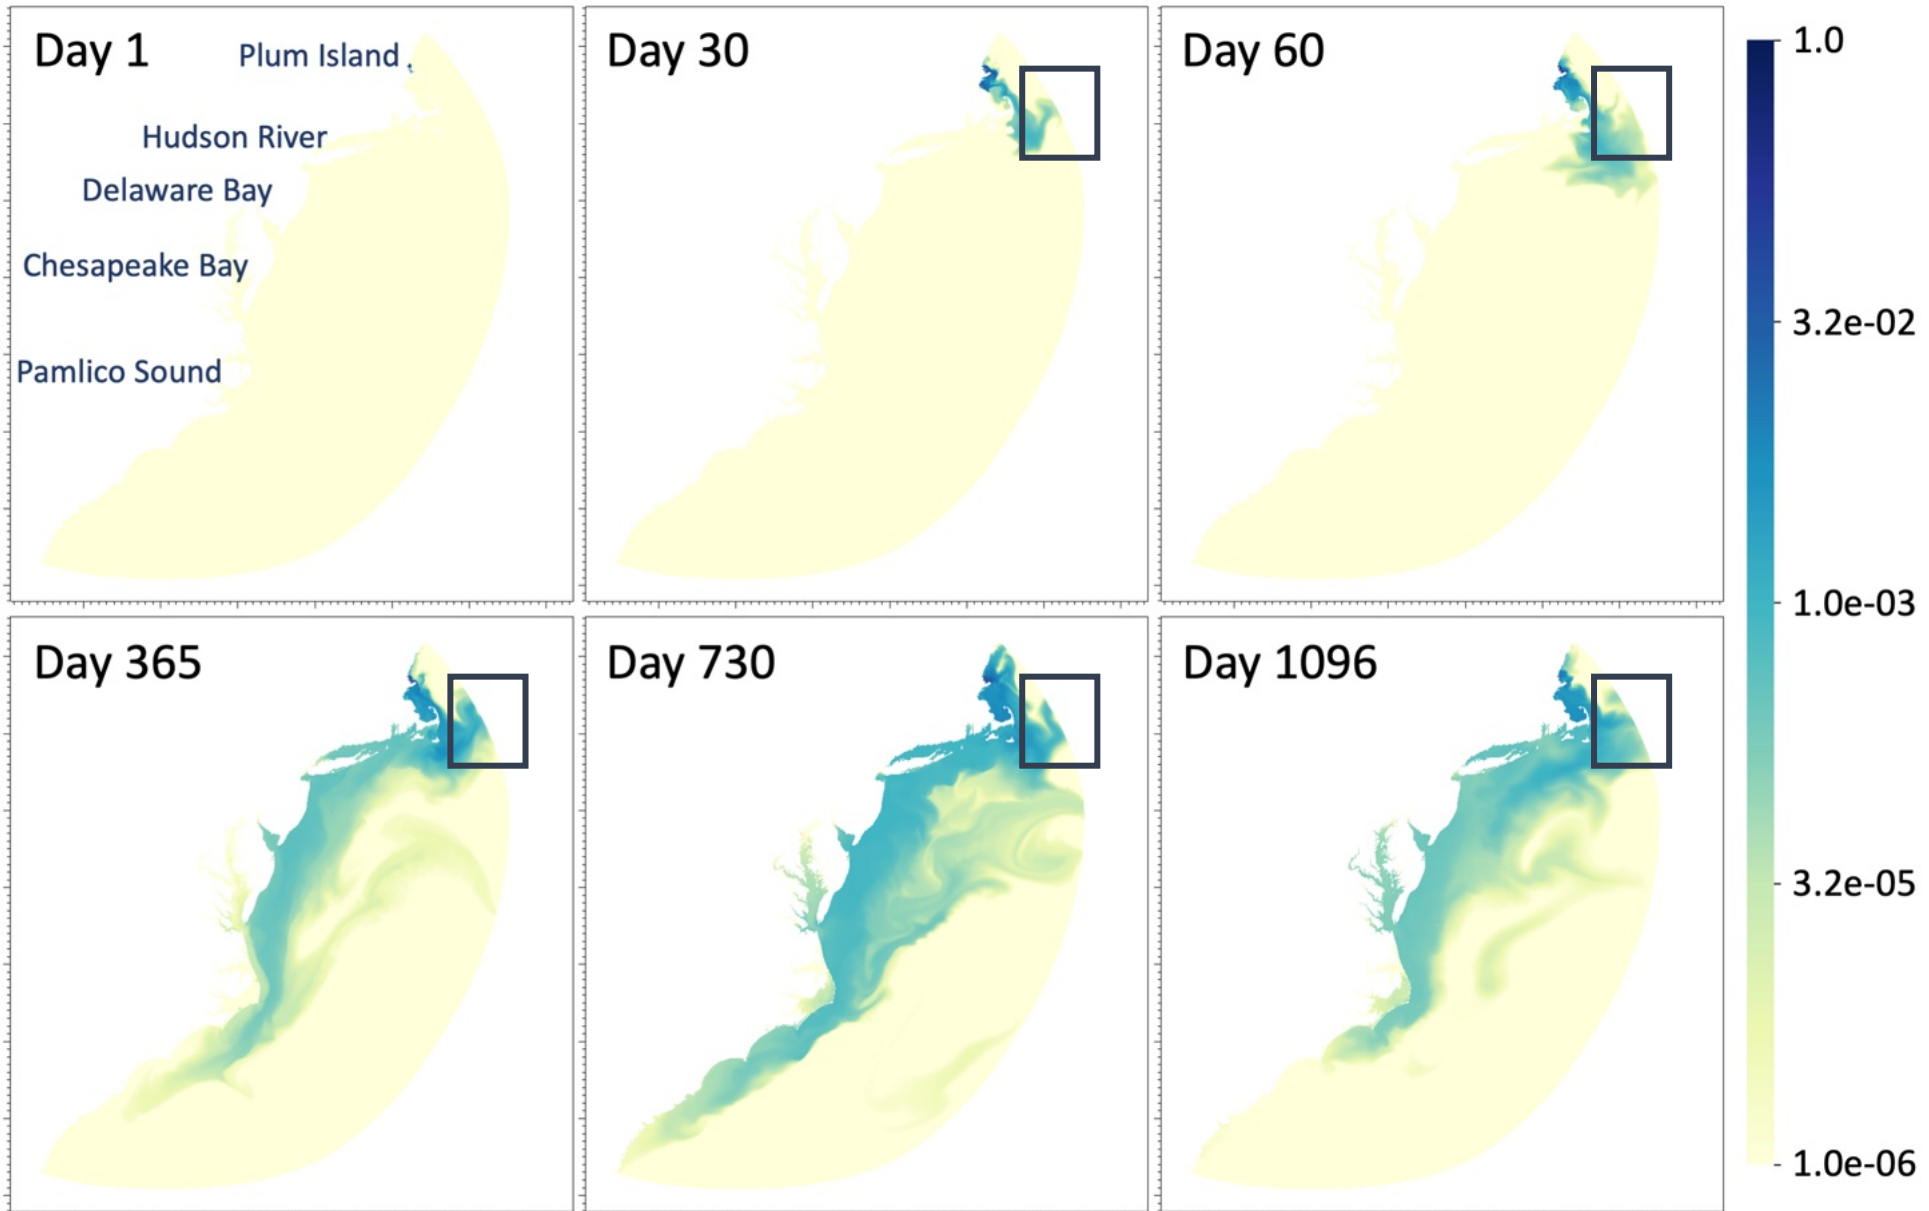 Day 1
Plum Island
Hudson River
Delaware Bay
Chesapeake Bay
Pamlico Sound
Day 30
Day 60
Day 365
Day 730
Day 1096
1.0
3.2e-02
1.0e-03
3.2e-05
1.0e-06